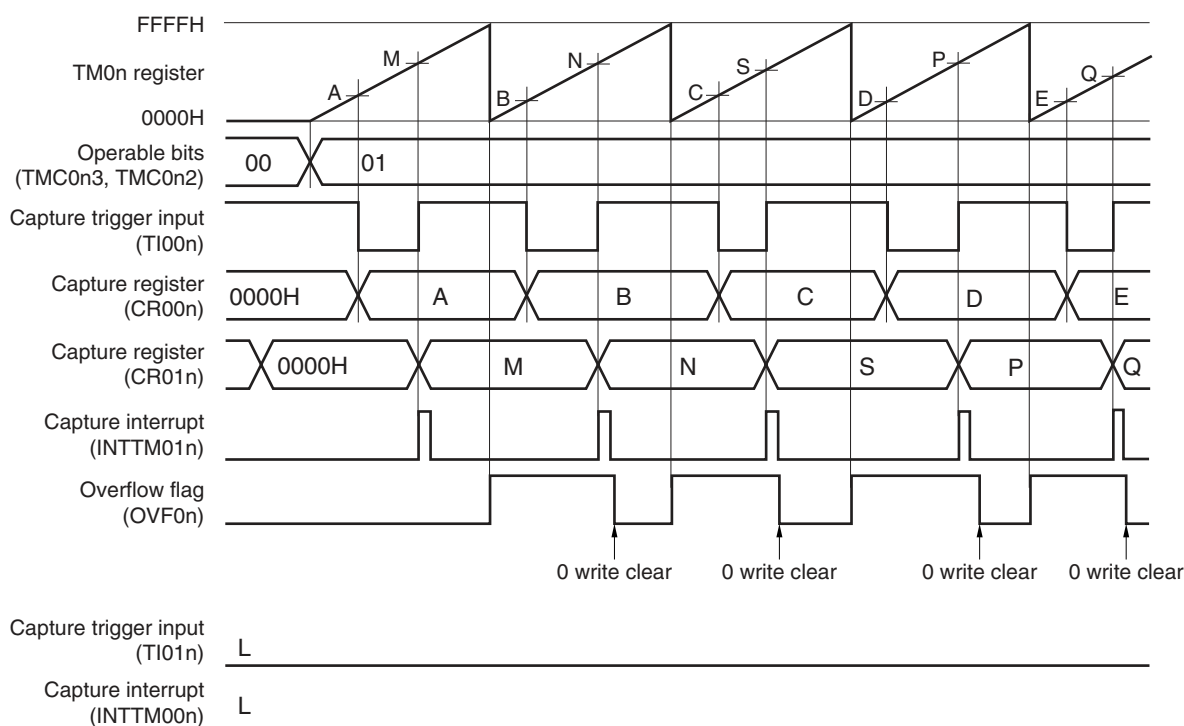 FFFFH
TM0n register
0000H
A M B N C S D P E Q
Operable bits
(TMC0n3, TMC0n2)
00 01
Capture trigger input
(TI00n)
Capture register
(CR00n)
0000H A B C D E
Capture register
(CR01n)
0000H M N S P Q
Capture interrupt
(INTTM01n)
Overflow flag
(OVF0n)
0 write clear 0 write clear 0 write clear 0 write clear
Capture trigger input
(TI01n)
L
Capture interrupt
(INTTM00n)
L